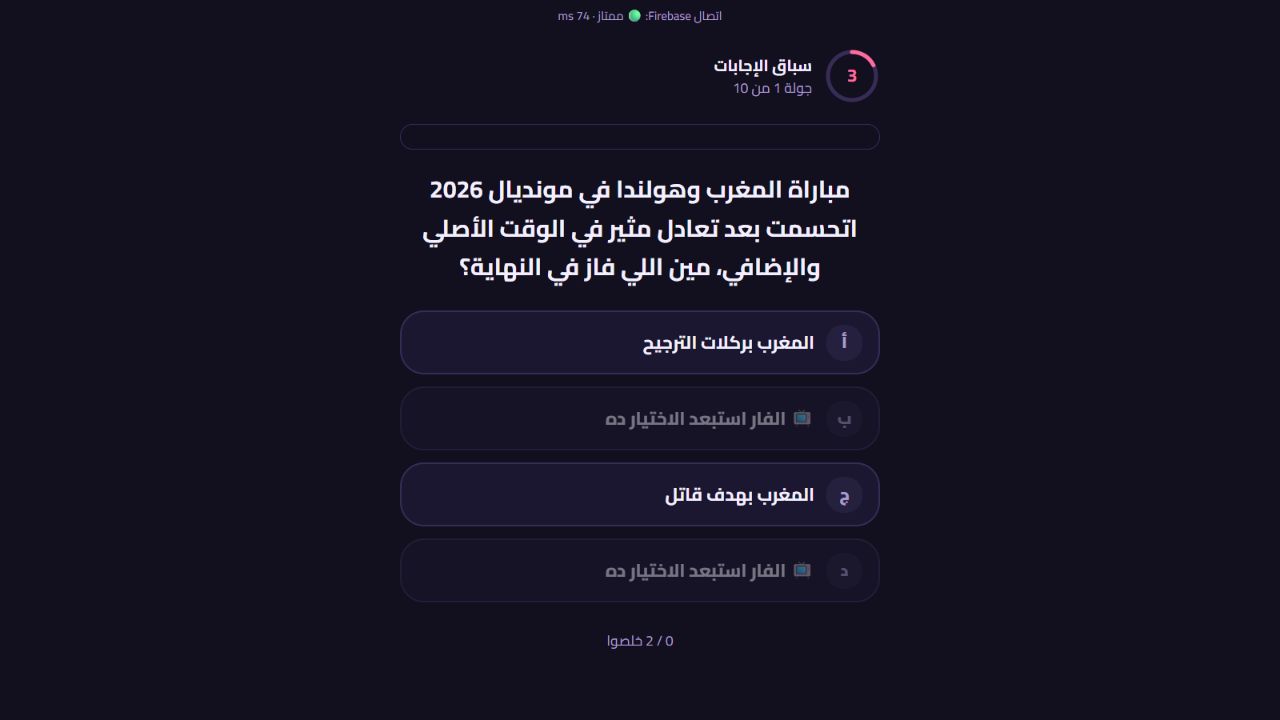 اتصال Firebase: 🟢 ممتاز · 74 ms
3
سباق الإجابات
جولة 1 من 10
مباراة المغرب وهولندا في مونديال 2026
اتحسمت بعد تعادل مثير في الوقت الأصلي
والإضافي، مين اللي فاز في النهاية؟
أ المغرب بركلات الترجيح
ب 📺 الفار استبعد الاختيار ده
ج المغرب بهدف قاتل
د 📺 الفار استبعد الاختيار ده
0 / 2 خلصوا